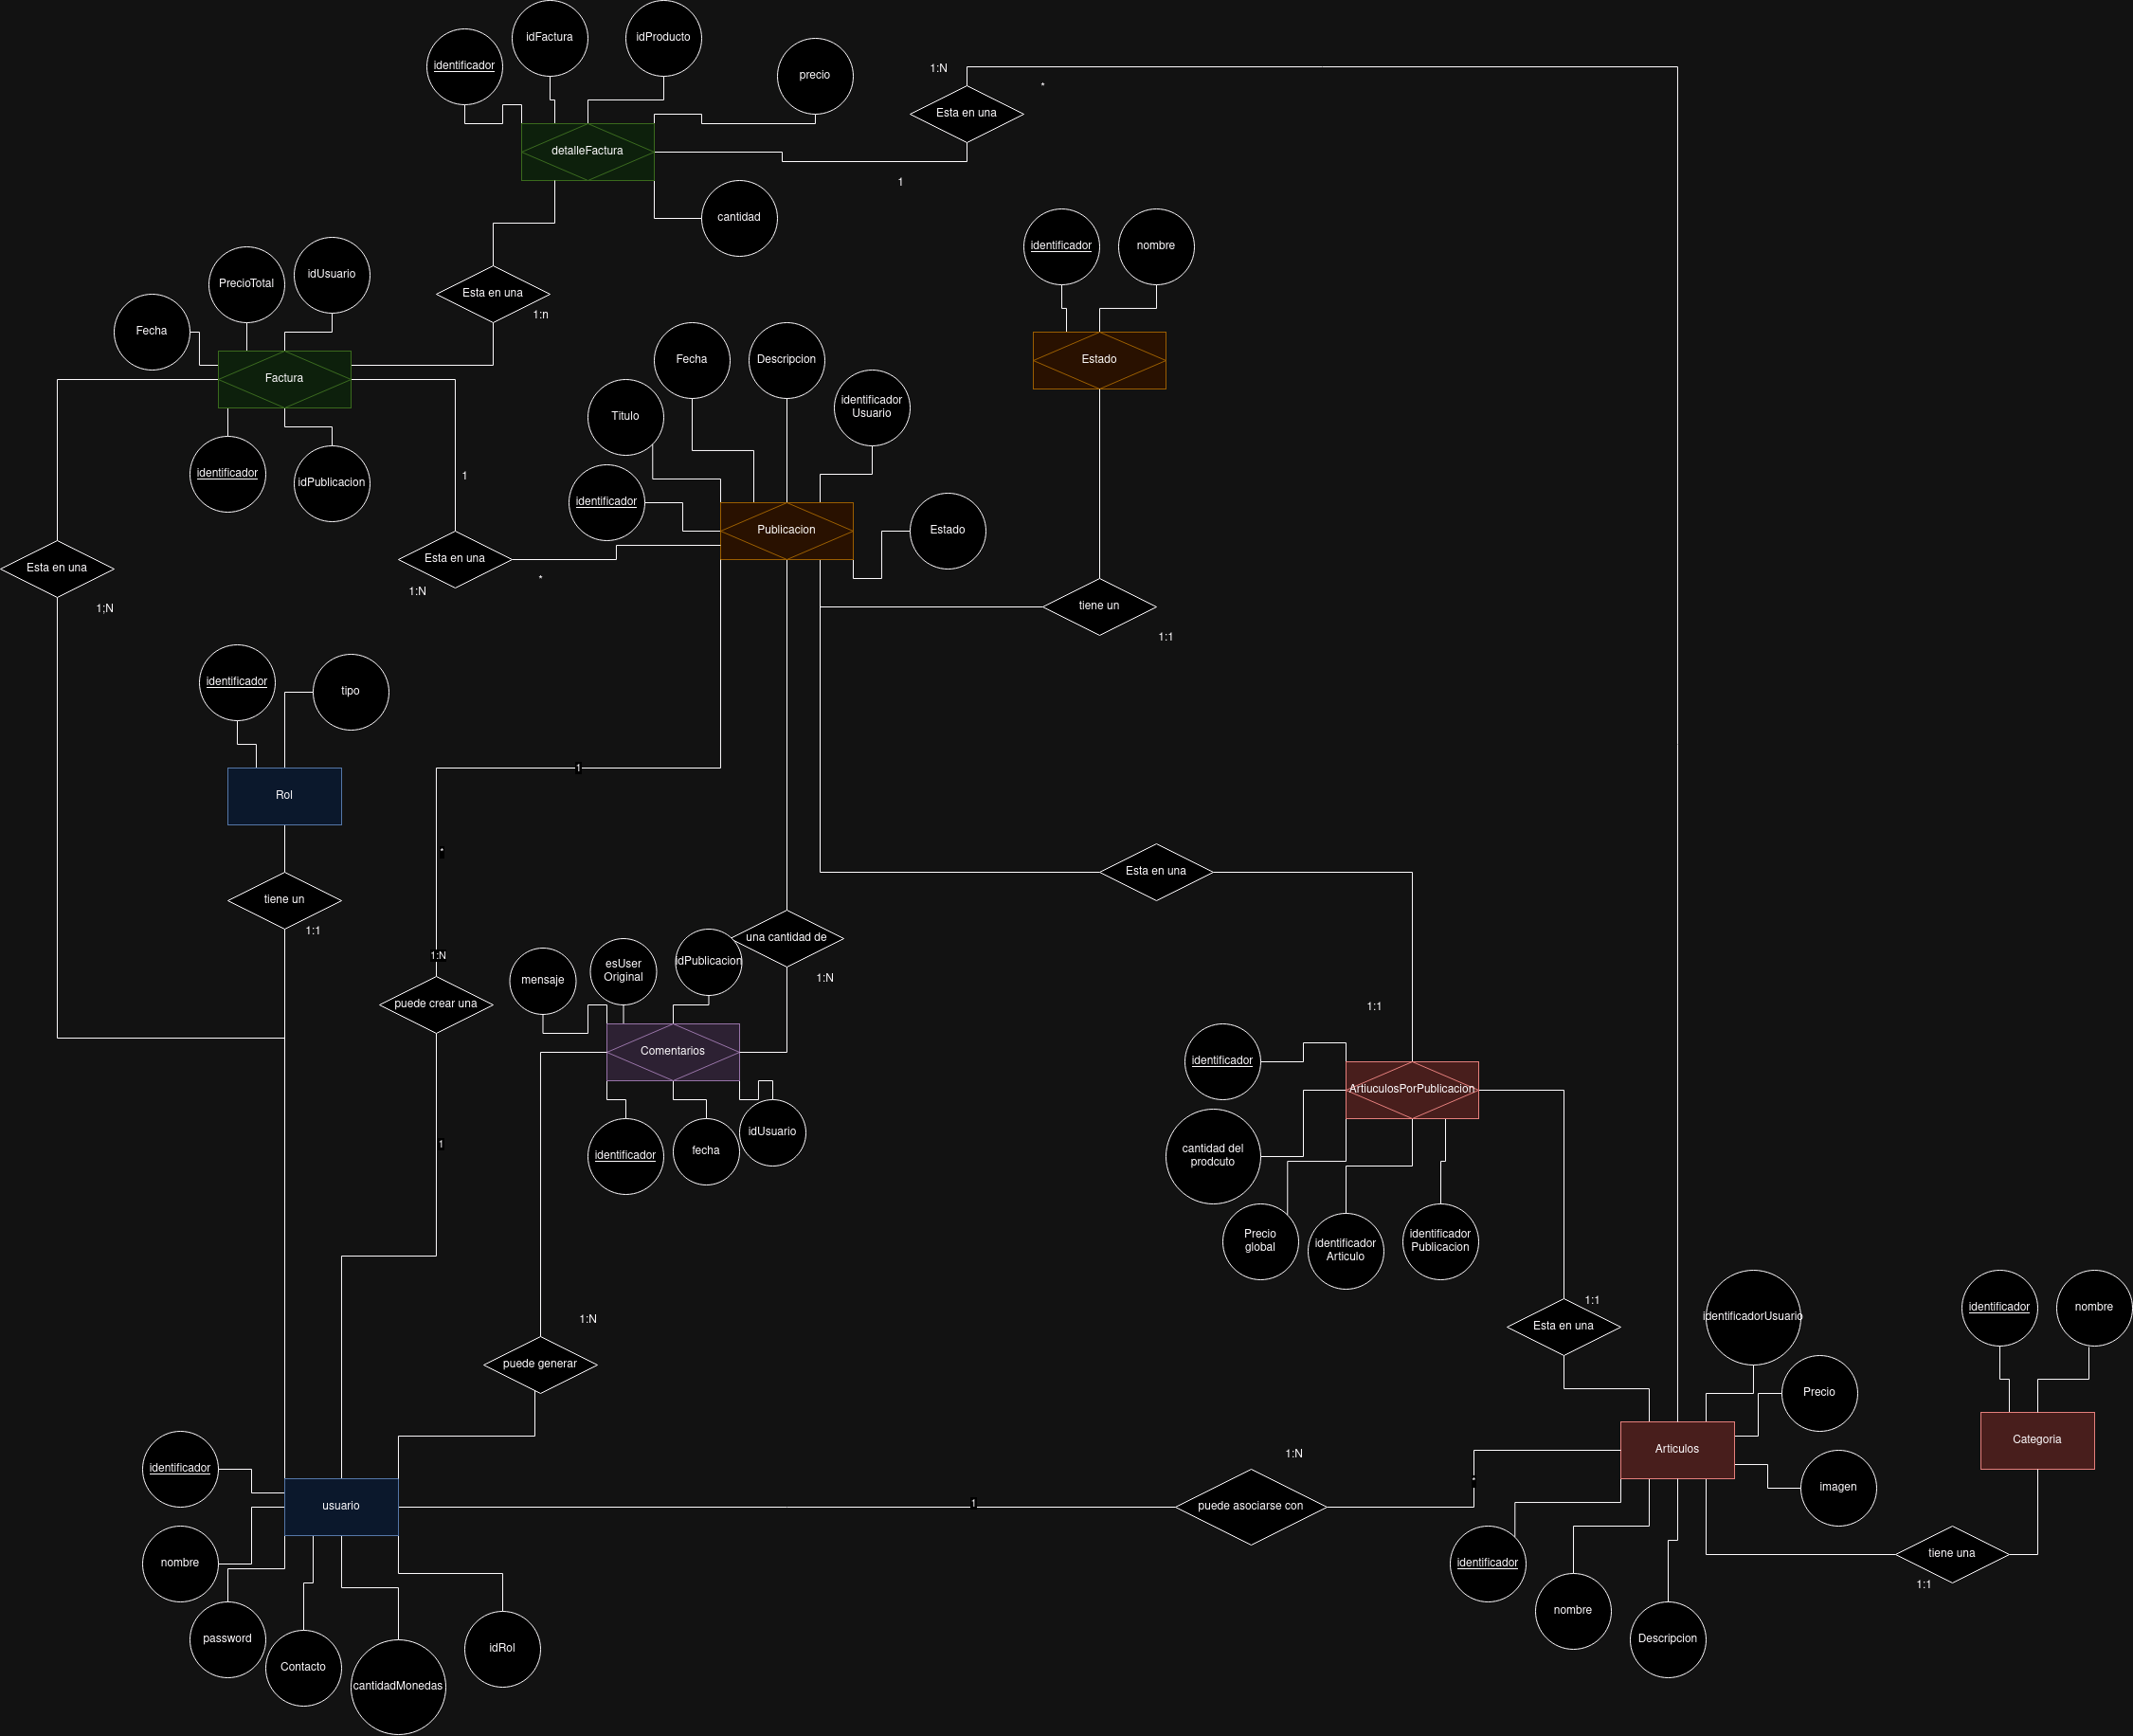 idFactura
idProducto
identificador
precio
1:N
*
Esta en una
detalleFactura
1
cantidad
identificador
nombre
idUsuario
PrecioTotal
Esta en una
1:n
Fecha
Fecha
Descripcion
Estado
Factura
identificador
Usuario
Titulo
identificador
idPublicacion
1
identificador
Publicacion
Estado
Esta en una
Esta en una
*
1:N
1;N
tiene un
1:1
identificador
tipo
1
Rol
*
Esta en una
tiene un
1:1
una cantidad de
1:N
idPublicacion
esUser
Original
mensaje
1:N
puede crear una
1:1
Comentarios
identificador
ArtiuculosPorPublicacion
idUsuario
1
fecha
identificador
cantidad del
prodcuto
Precio
global
identificador
Articulo
identificador
Publicacion
1:1
1:N
Esta en una
identificadorUsuario
identificador
nombre
puede generar
Precio
Categoria
Articulos
1:N
identificador
*
imagen
usuario
1
puede asociarse con
nombre
identificador
tiene una
1:1
nombre
Descripcion
password
Contacto
cantidadMonedas
idRol